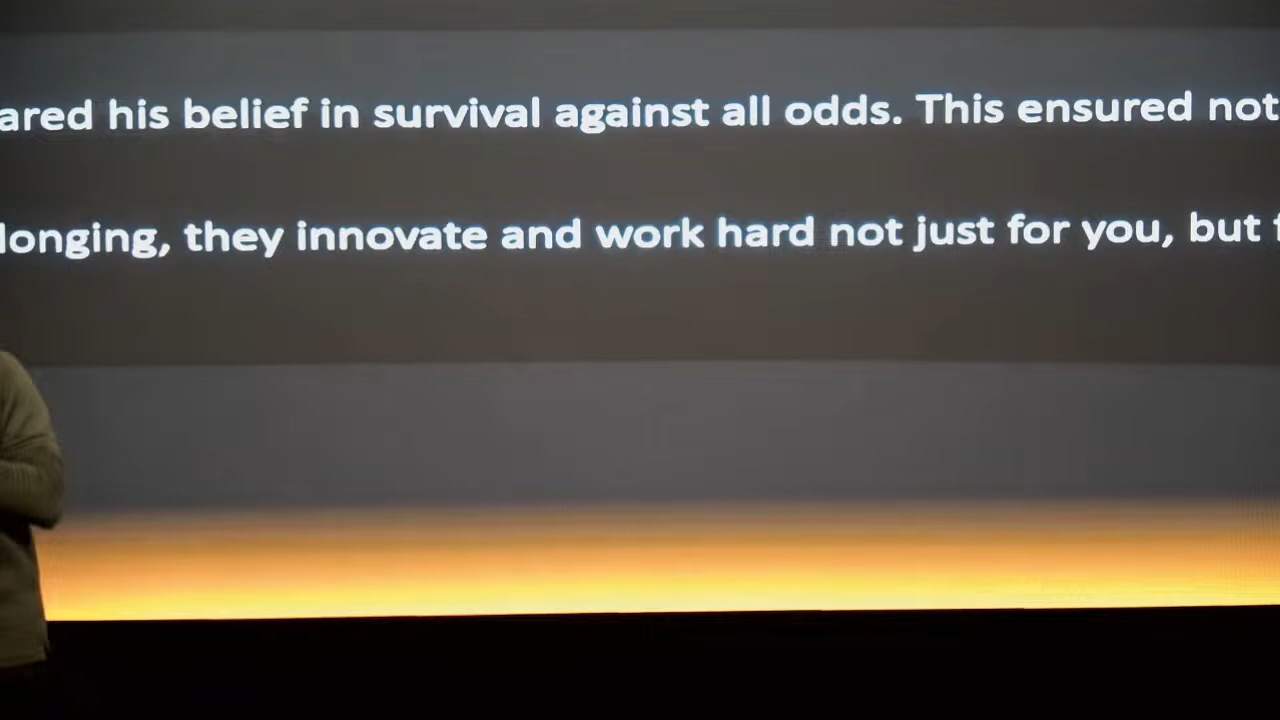 his belief in survival against all odds. This ensured not
longing, they innovate and work hard not just for you, but